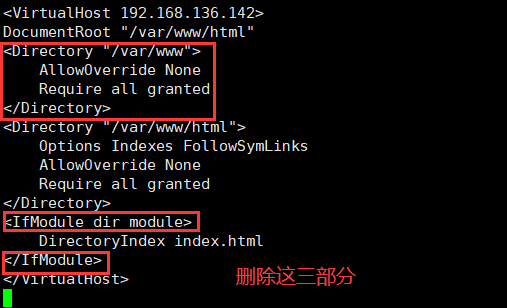 <VirtualHost 192.168.136.142>
DocumentRoot "/var/www/html"
<Directory "/var/www">
    AllowOverride None
    Require all granted
</Directory>
<Directory "/var/www/html">
    Options Indexes FollowSymLinks
    AllowOverride None
    Require all granted
</Directory>
<IfModule dir_module>
    DirectoryIndex index.html
</IfModule>
</VirtualHost>
删除这三部分